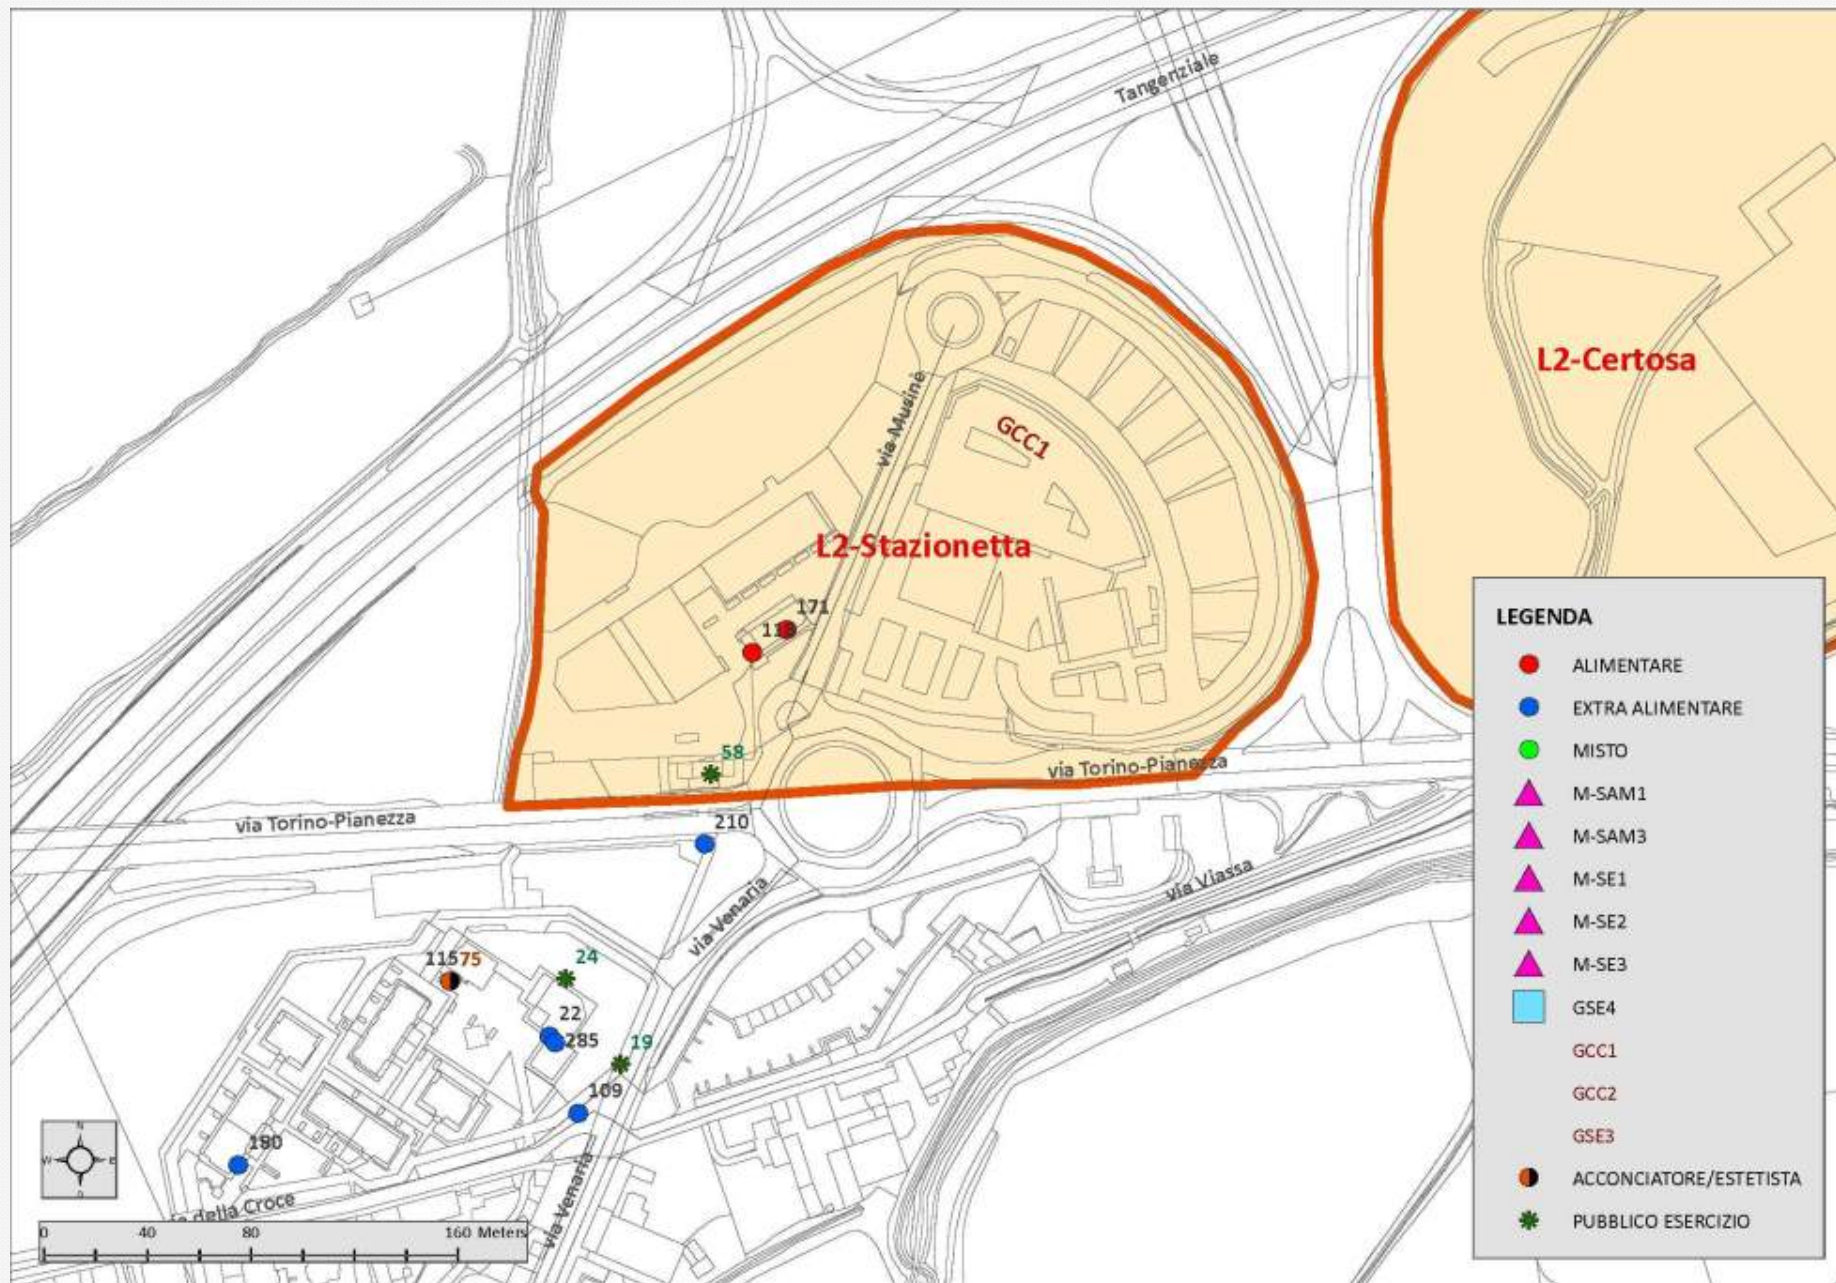 Tangenziale
via Musinè
GCC1
L2-Certosa
L2-Stazionetta
171
58
via Torino-Pianezza
via Torino-Pianezza
210
via Viassa
via Venaria
115
75
24
22
285
19
109
180
della Croce
via Venaria
N
W
E
0
40
80
160 Meters
LEGENDA
ALIMENTARE
EXTRA ALIMENTARE
MISTO
M-SAM1
M-SAM3
M-SE1
M-SE2
M-SE3
GSE4
GCC1
GCC2
GSE3
ACCONCIATORE/ESTETISTA
PUBBLICO ESERCIZIO